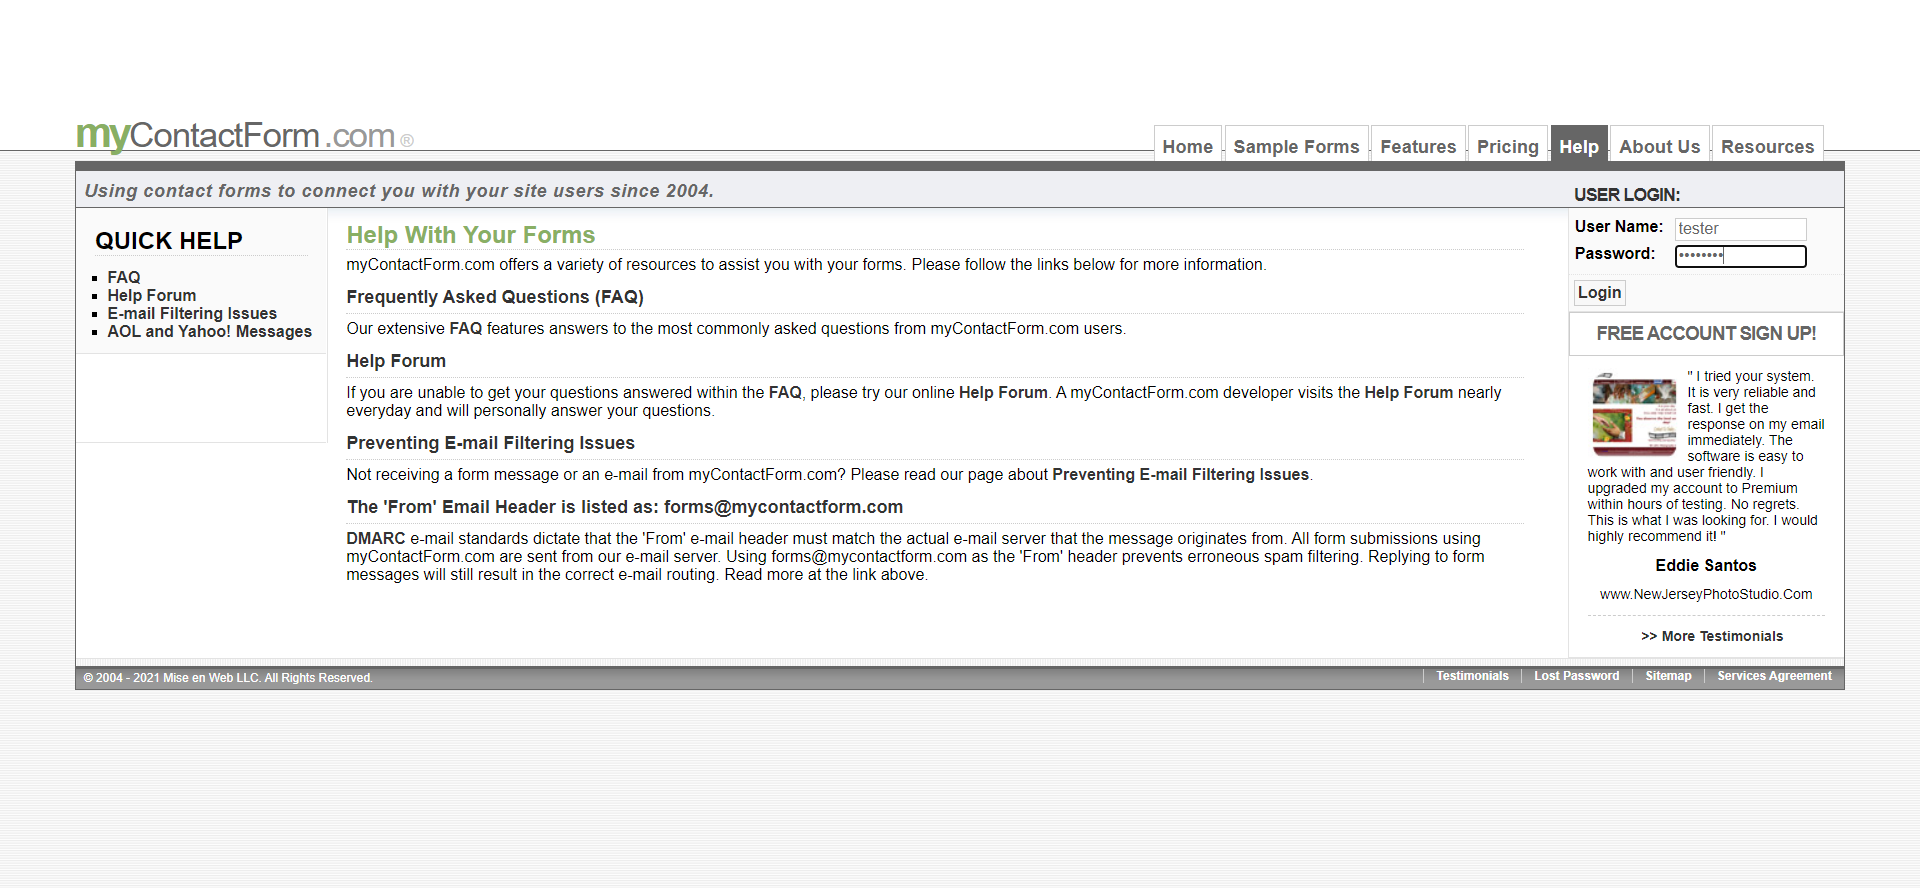 myContactForm.com®
Home
Sample Forms
Features
Pricing
Help
About Us
Resources
Using contact forms to connect you with your site users since 2004.
USER LOGIN:
QUICK HELP
FAQ
Help Forum
E-mail Filtering Issues
AOL and Yahoo! Messages
Help With Your Forms
myContactForm.com offers a variety of resources to assist you with your forms. Please follow the links below for more information.
Frequently Asked Questions (FAQ)
Our extensive FAQ features answers to the most commonly asked questions from myContactForm.com users.
Help Forum
If you are unable to get your questions answered within the FAQ, please try our online Help Forum. A myContactForm.com developer visits the Help Forum nearly
everyday and will personally answer your questions.
Preventing E-mail Filtering Issues
Not receiving a form message or an e-mail from myContactForm.com? Please read our page about Preventing E-mail Filtering Issues.
The 'From' Email Header is listed as: forms@mycontactform.com
DMARC e-mail standards dictate that the 'From' e-mail header must match the actual e-mail server that the message originates from. All form submissions using
myContactForm.com are sent from our e-mail server. Using forms@mycontactform.com as the 'From' header prevents erroneous spam filtering. Replying to form
messages will still result in the correct e-mail routing. Read more at the link above.
User Name: tester
Password: ••••••••
Login
FREE ACCOUNT SIGN UP!
" I tried your system.
It is very reliable and
fast. I get the
response on my email
immediately. The
software is easy to
work with and user friendly. I
upgraded my account to Premium
within hours of testing. No regrets.
This is what I was looking for. I would
highly recommend it! "
Eddie Santos
www.NewJerseyPhotoStudio.Com
>> More Testimonials
© 2004 - 2021 Mise en Web LLC. All Rights Reserved.
Testimonials
Lost Password
Sitemap
Services Agreement